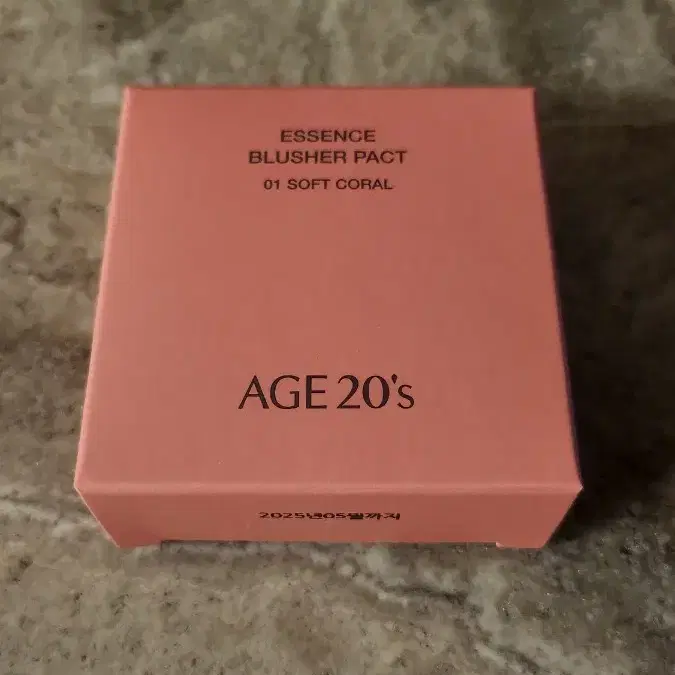 ESSENCE
BLUSHER PACT
01 SOFT CORAL
AGE 20's
2025년05월까지